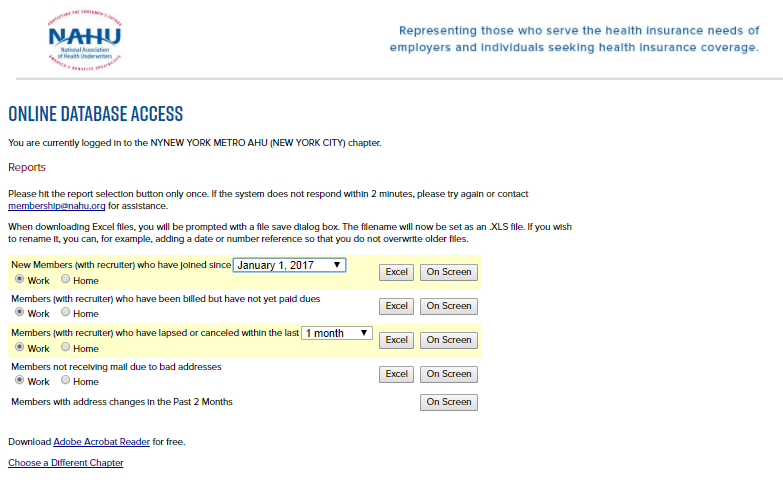 PROTECTING THE CONSUMER'S FUTURE
NAHU
National Association
of Health Underwriters
AMERICA'S BENEFITS SPECIALISTS
Representing those who serve the health insurance needs of
employers and individuals seeking health insurance coverage.
ONLINE DATABASE ACCESS
You are currently logged in to the NYNEW YORK METRO AHU (NEW YORK CITY) chapter.
Reports
Please hit the report selection button only once. If the system does not respond within 2 minutes, please try again or contact
membership@nahu.org for assistance.
When downloading Excel files, you will be prompted with a file save dialog box. The filename will now be set as an .XLS file. If you wish
to rename it, you can, for example, adding a date or number reference so that you do not overwrite older files.
New Members (with recruiter) who have joined since January 1, 2017
Work Home
Excel On Screen
Members (with recruiter) who have been billed but have not yet paid dues
Work Home
Excel On Screen
Members (with recruiter) who have lapsed or canceled within the last 1 month
Work Home
Excel On Screen
Members not receiving mail due to bad addresses
Work Home
Excel On Screen
Members with address changes in the Past 2 Months On Screen
Download Adobe Acrobat Reader for free.
Choose a Different Chapter